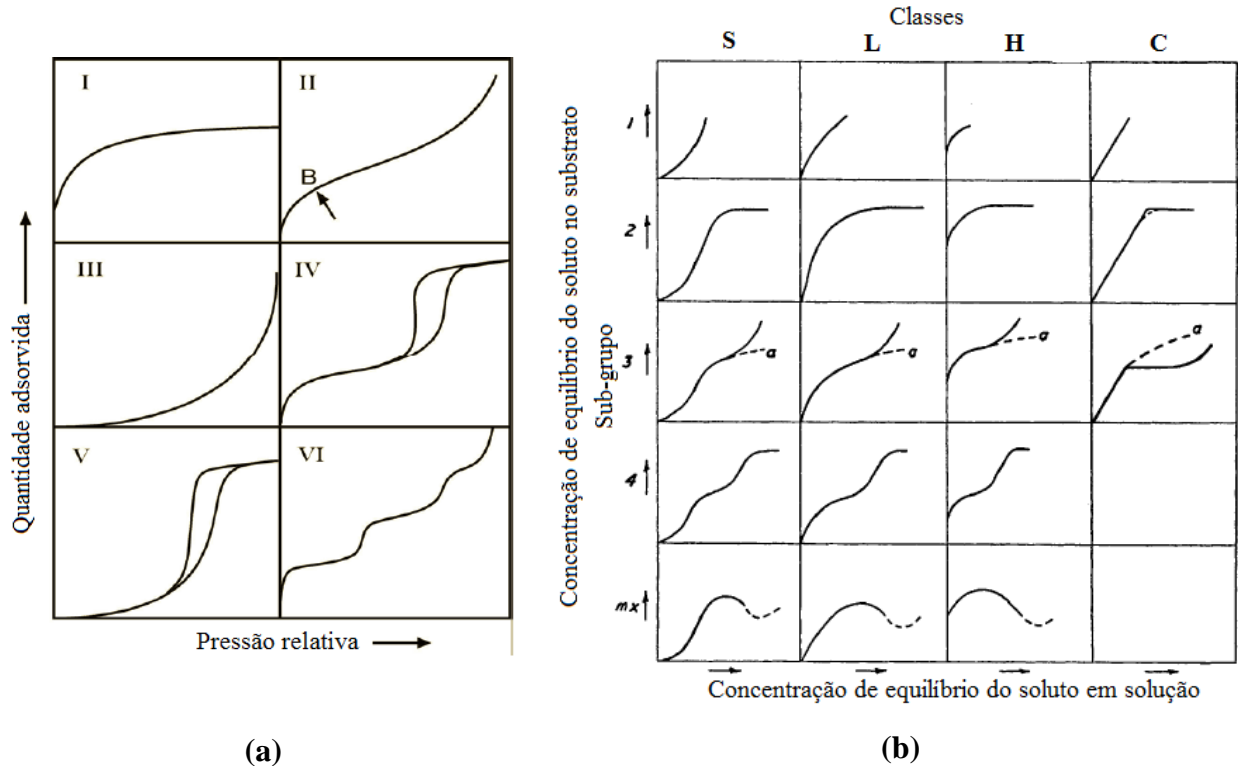 I
II
B
III
IV
V
VI
Quantidade adsorvida
Pressão relativa
(a)
Classes
S
L
H
C
Concentração de equilíbrio do soluto no substrato
Sub-grupo
1
2
3
a
a
a
a
4
mx
Concentração de equilíbrio do soluto em solução
(b)